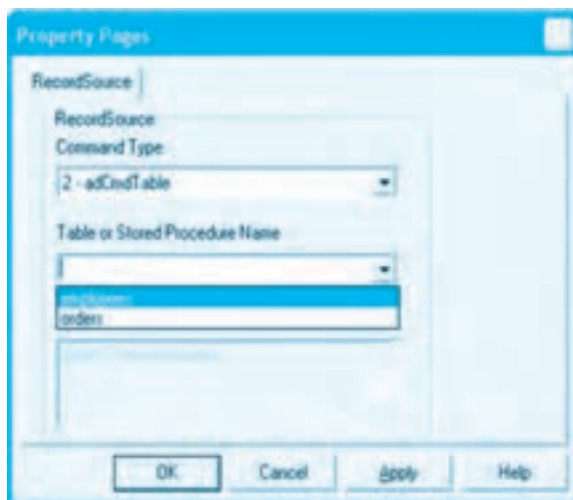 Property Pages
RecordSource
RecordSource
Command Type
2 - adCmdTable
Table or Stored Procedure Name
employees
orders
OK Cancel Apply Help